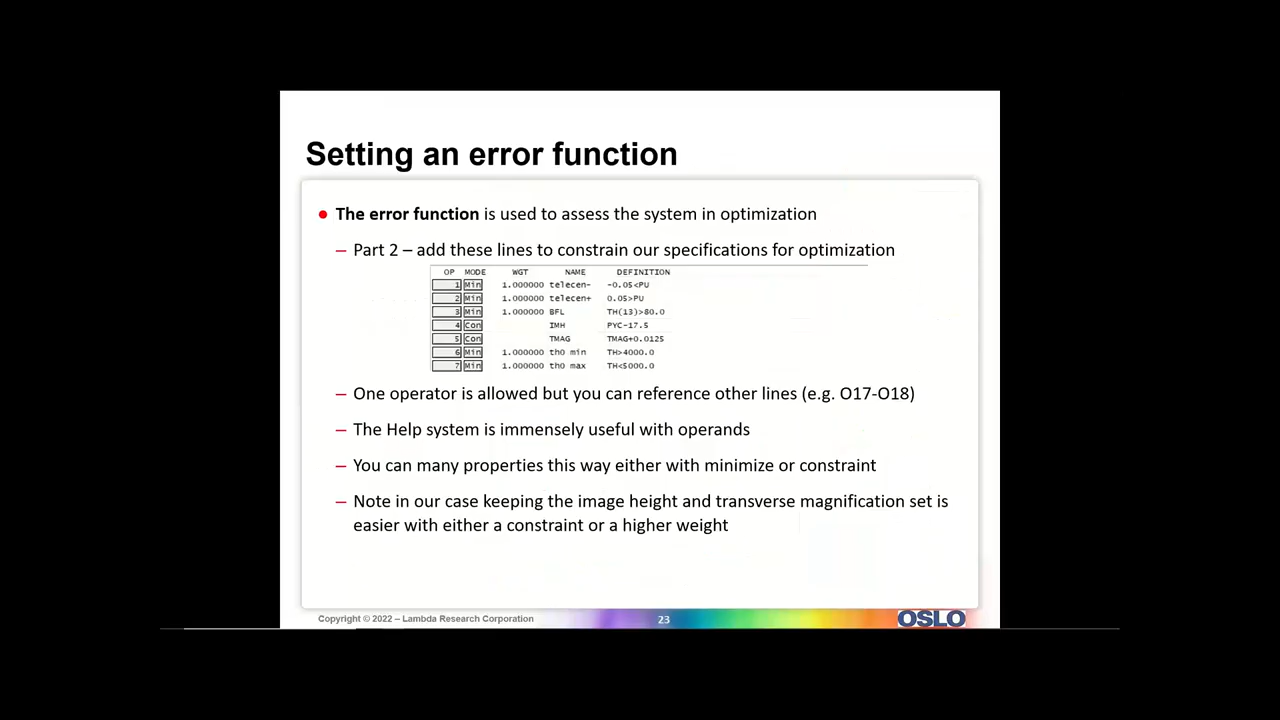 Setting an error function
● The error function is used to assess the system in optimization
– Part 2 – add these lines to constrain our specifications for optimization
OP MODE WGT NAME DEFINITION
1 Min 1.000000 telecen- -0.05<PU
2 Min 1.000000 telecen+ 0.05>PU
3 Min 1.000000 BFL TH(13)>80.0
4 Con IMH PYC-17.5
5 Con TMAG TMAG+0.0125
6 Min 1.000000 th0 min TH>4000.0
7 Min 1.000000 th0 max TH<5000.0
– One operator is allowed but you can reference other lines (e.g. O17-O18)
– The Help system is immensely useful with operands
– You can many properties this way either with minimize or constraint
– Note in our case keeping the image height and transverse magnification set is
easier with either a constraint or a higher weight
Copyright © 2022 – Lambda Research Corporation 23 OSLO